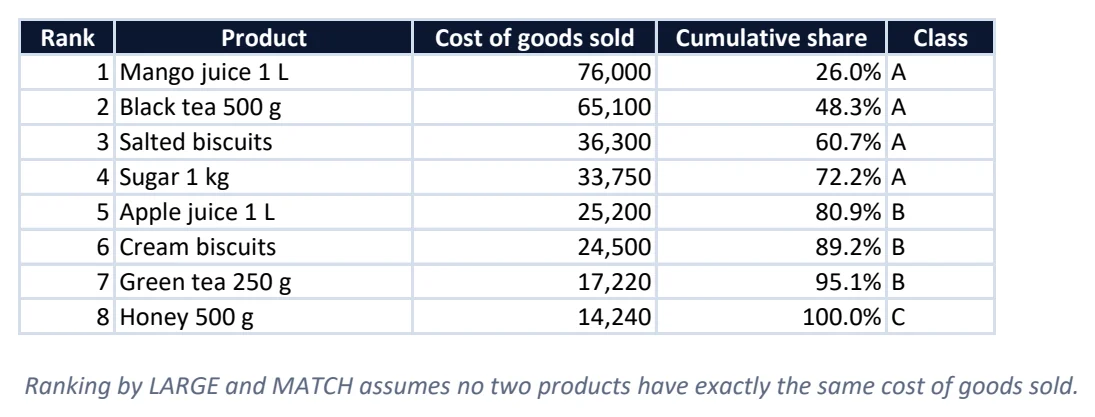 Rank Product Cost of goods sold Cumulative share Class
1 Mango juice 1 L 76,000 26.0% A
2 Black tea 500 g 65,100 48.3% A
3 Salted biscuits 36,300 60.7% A
4 Sugar 1 kg 33,750 72.2% A
5 Apple juice 1 L 25,200 80.9% B
6 Cream biscuits 24,500 89.2% B
7 Green tea 250 g 17,220 95.1% B
8 Honey 500 g 14,240 100.0% C
Ranking by LARGE and MATCH assumes no two products have exactly the same cost of goods sold.